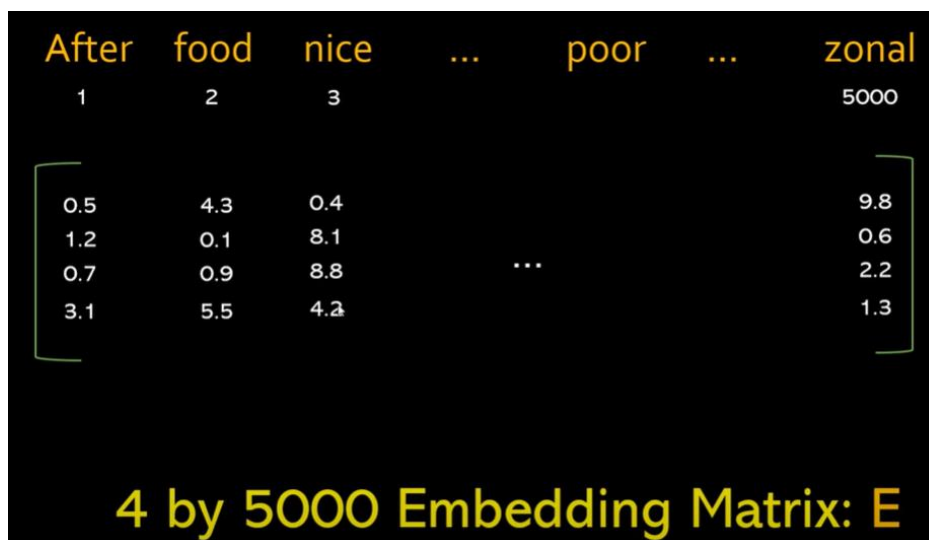 After food nice ... poor ... zonal
1 2 3 5000
0.5 4.3 0.4 9.8
1.2 0.1 8.1 0.6
0.7 0.9 8.8 ... 2.2
3.1 5.5 4.2 1.3
4 by 5000 Embedding Matrix: E